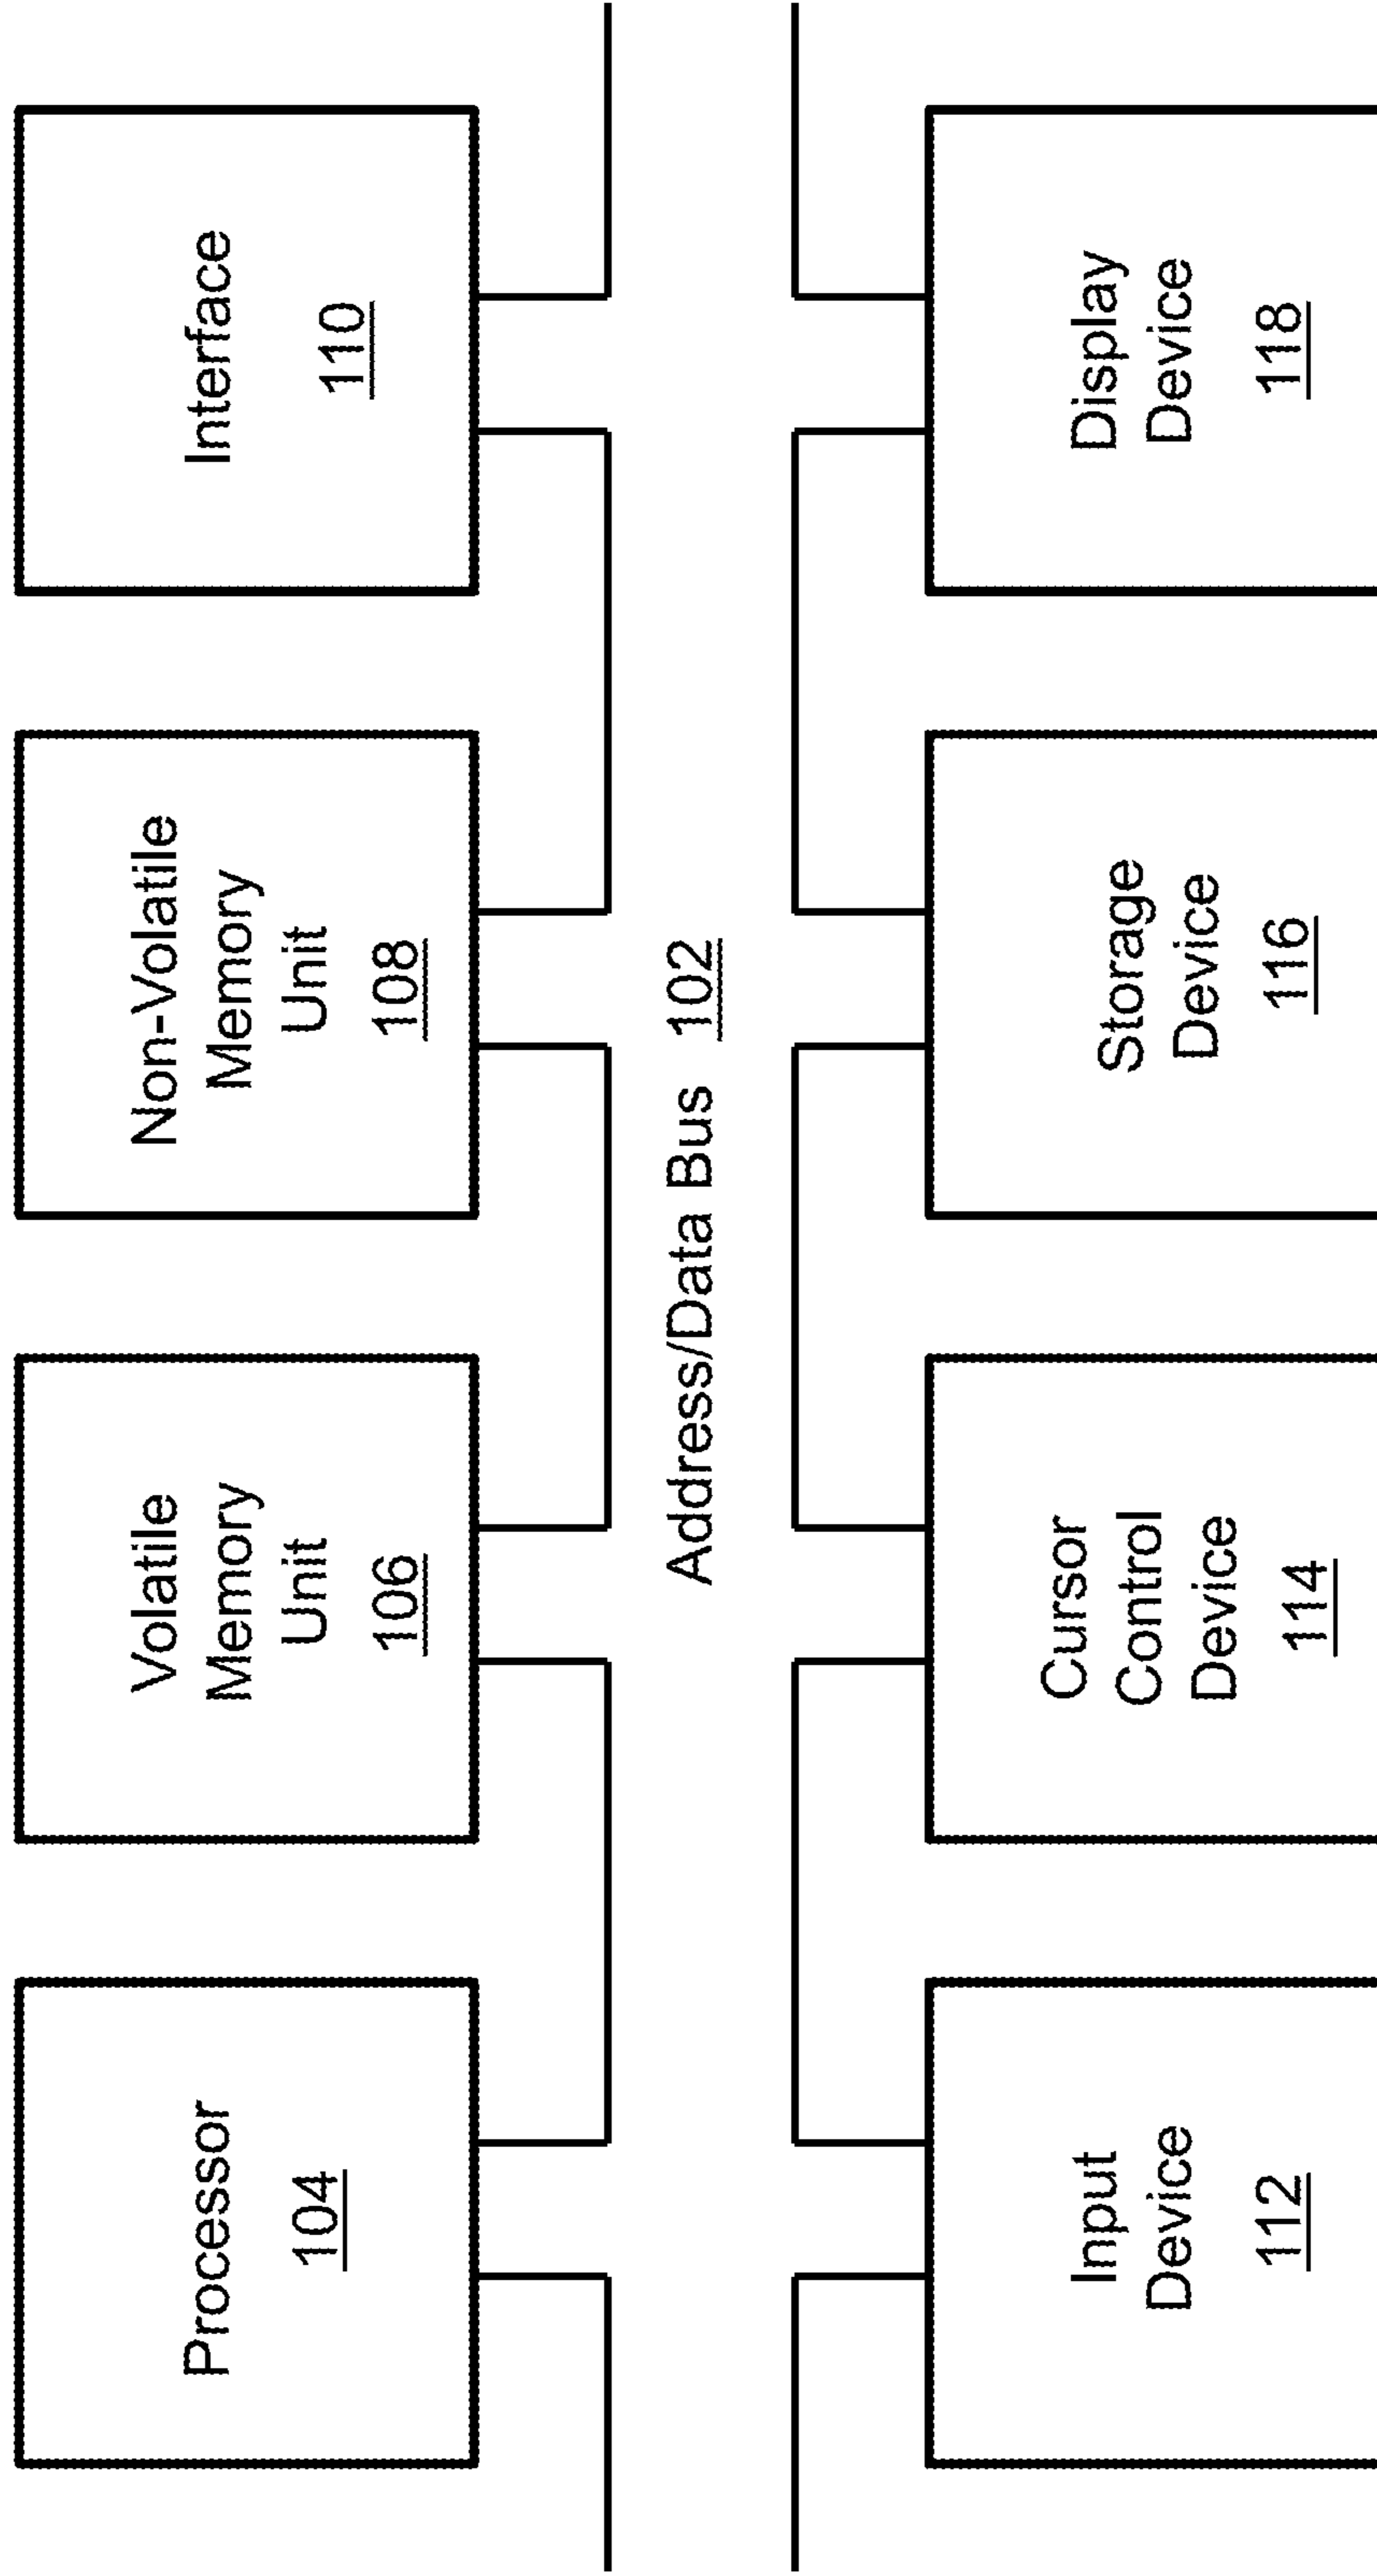 Processor
104
Volatile
Memory
Unit
106
Non-Volatile
Memory
Unit
108
Interface
110
Address/Data Bus 102
Input
Device
112
Cursor
Control
Device
114
Storage
Device
116
Display
Device
118